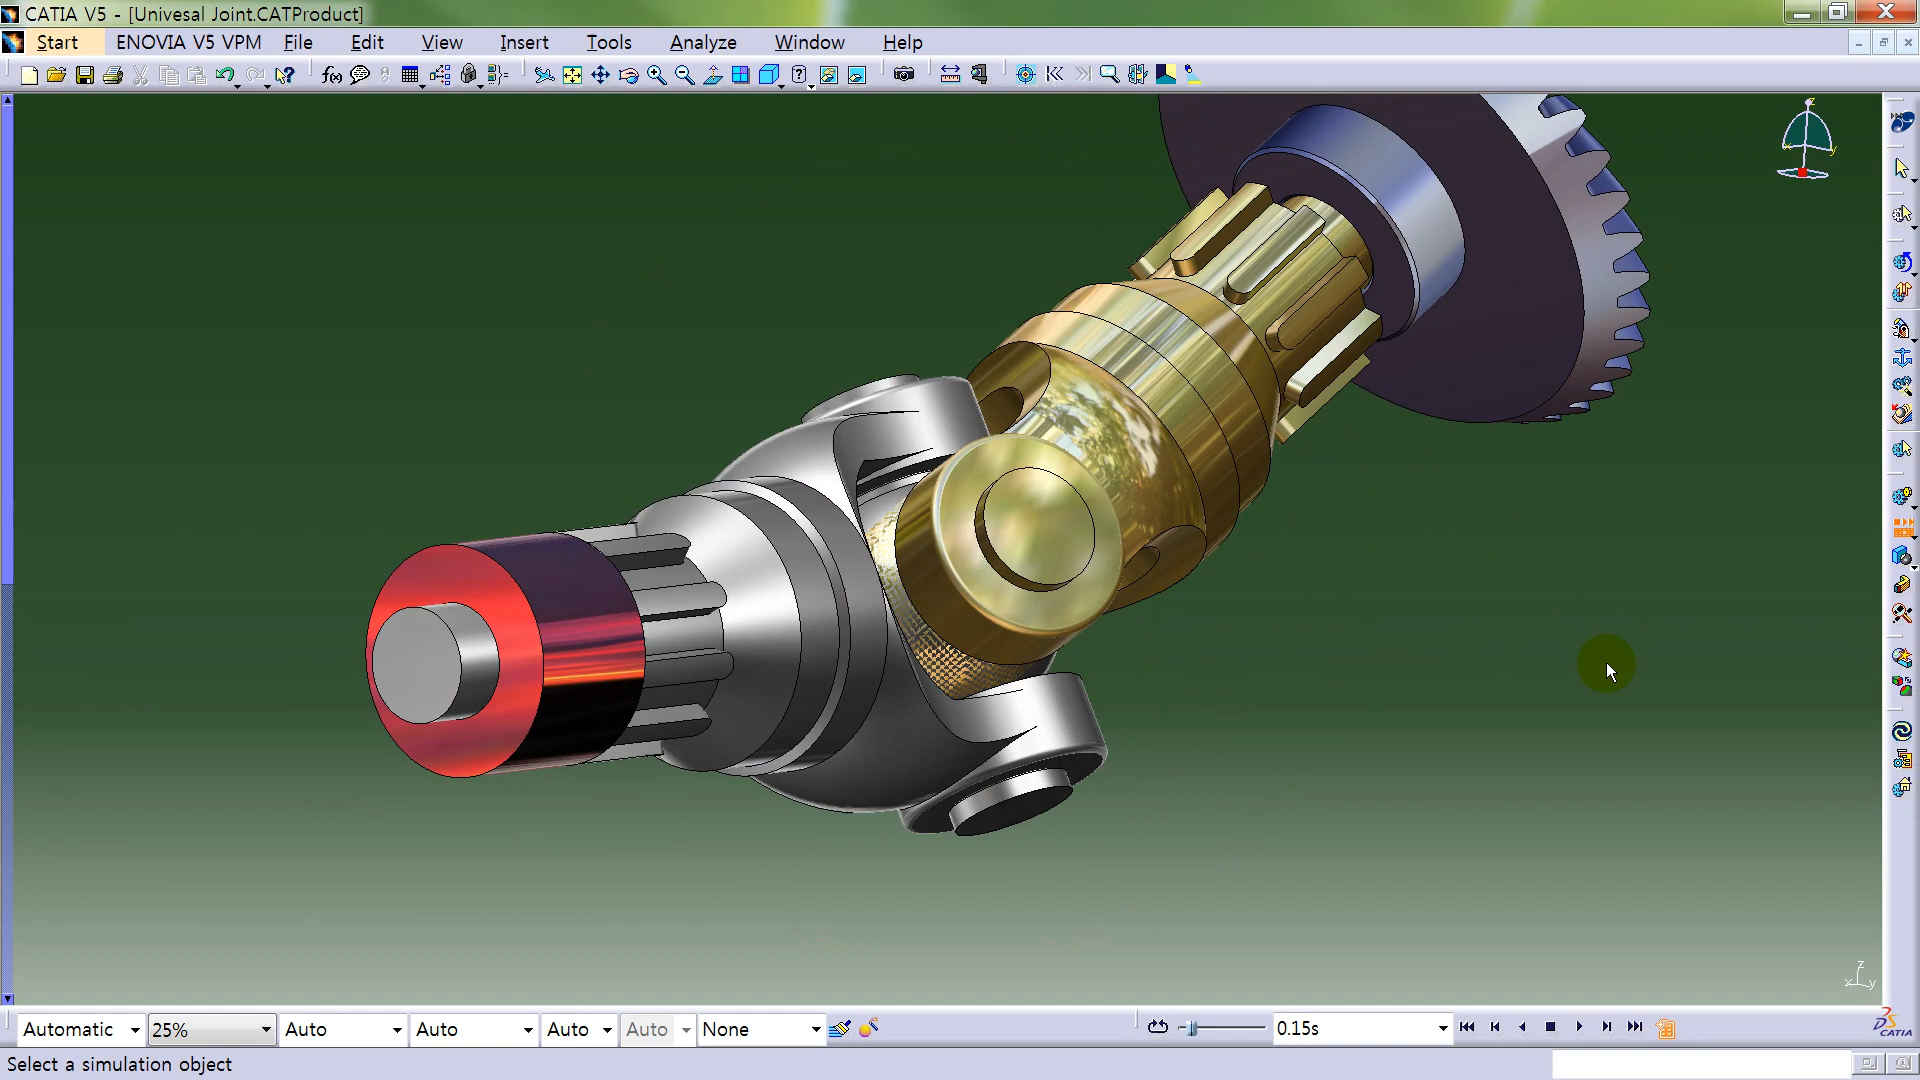 CATIA V5 - [Univesal Joint.CATProduct]
Start ENOVIA V5 VPM File Edit View Insert Tools Analyze Window Help
f(x)
z
y
z
x y
Automatic 25% Auto Auto Auto Auto None 0.15s
CATIA
Select a simulation object